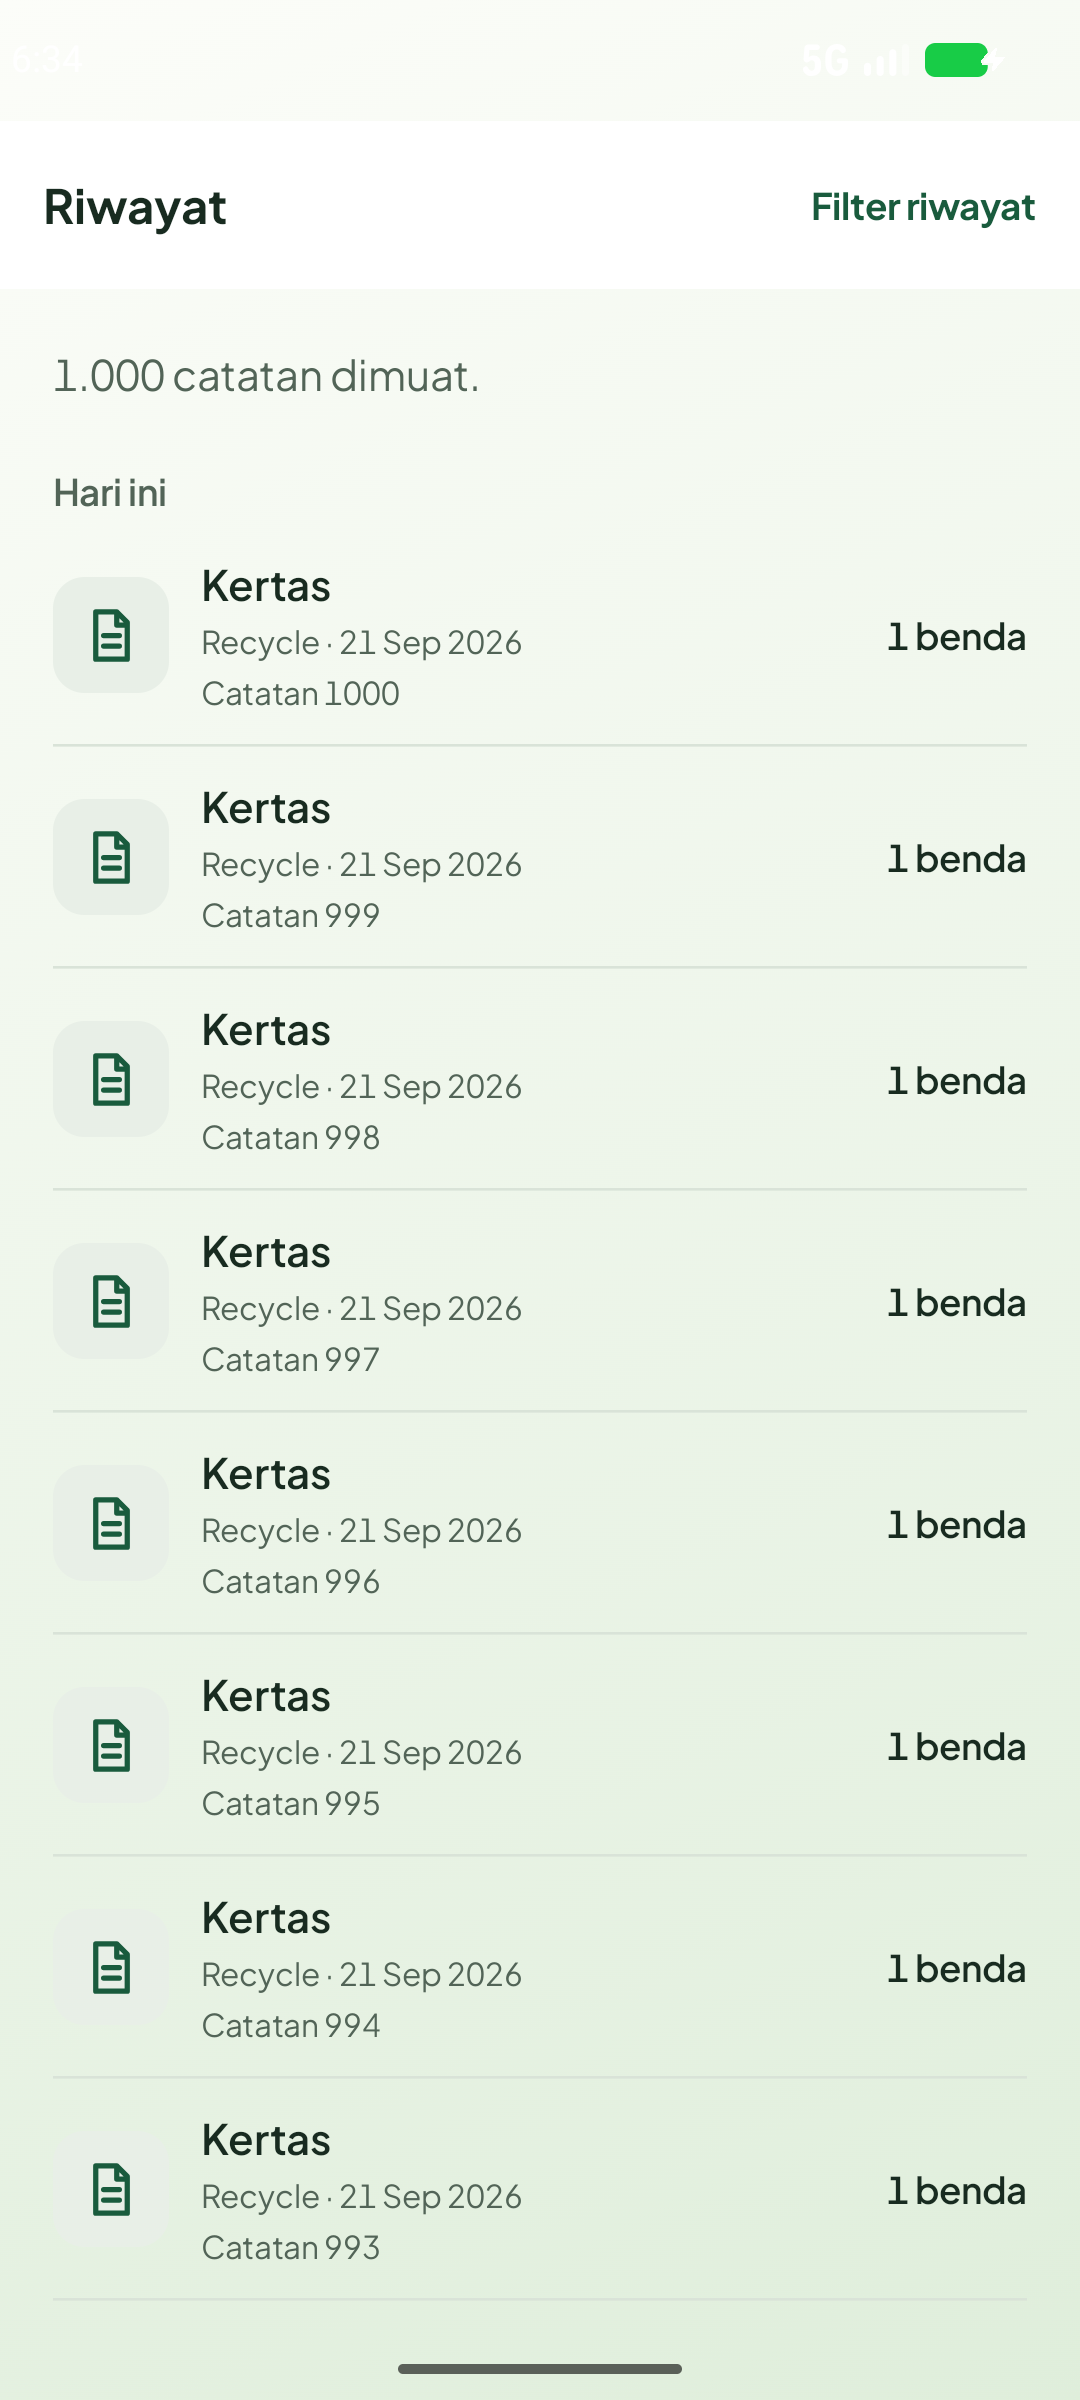 6:34
5G
Riwayat
Filter riwayat
1.000 catatan dimuat.
Hari ini
Kertas
Recycle · 21 Sep 2026
Catatan 1000
1 benda
Kertas
Recycle · 21 Sep 2026
Catatan 999
1 benda
Kertas
Recycle · 21 Sep 2026
Catatan 998
1 benda
Kertas
Recycle · 21 Sep 2026
Catatan 997
1 benda
Kertas
Recycle · 21 Sep 2026
Catatan 996
1 benda
Kertas
Recycle · 21 Sep 2026
Catatan 995
1 benda
Kertas
Recycle · 21 Sep 2026
Catatan 994
1 benda
Kertas
Recycle · 21 Sep 2026
Catatan 993
1 benda